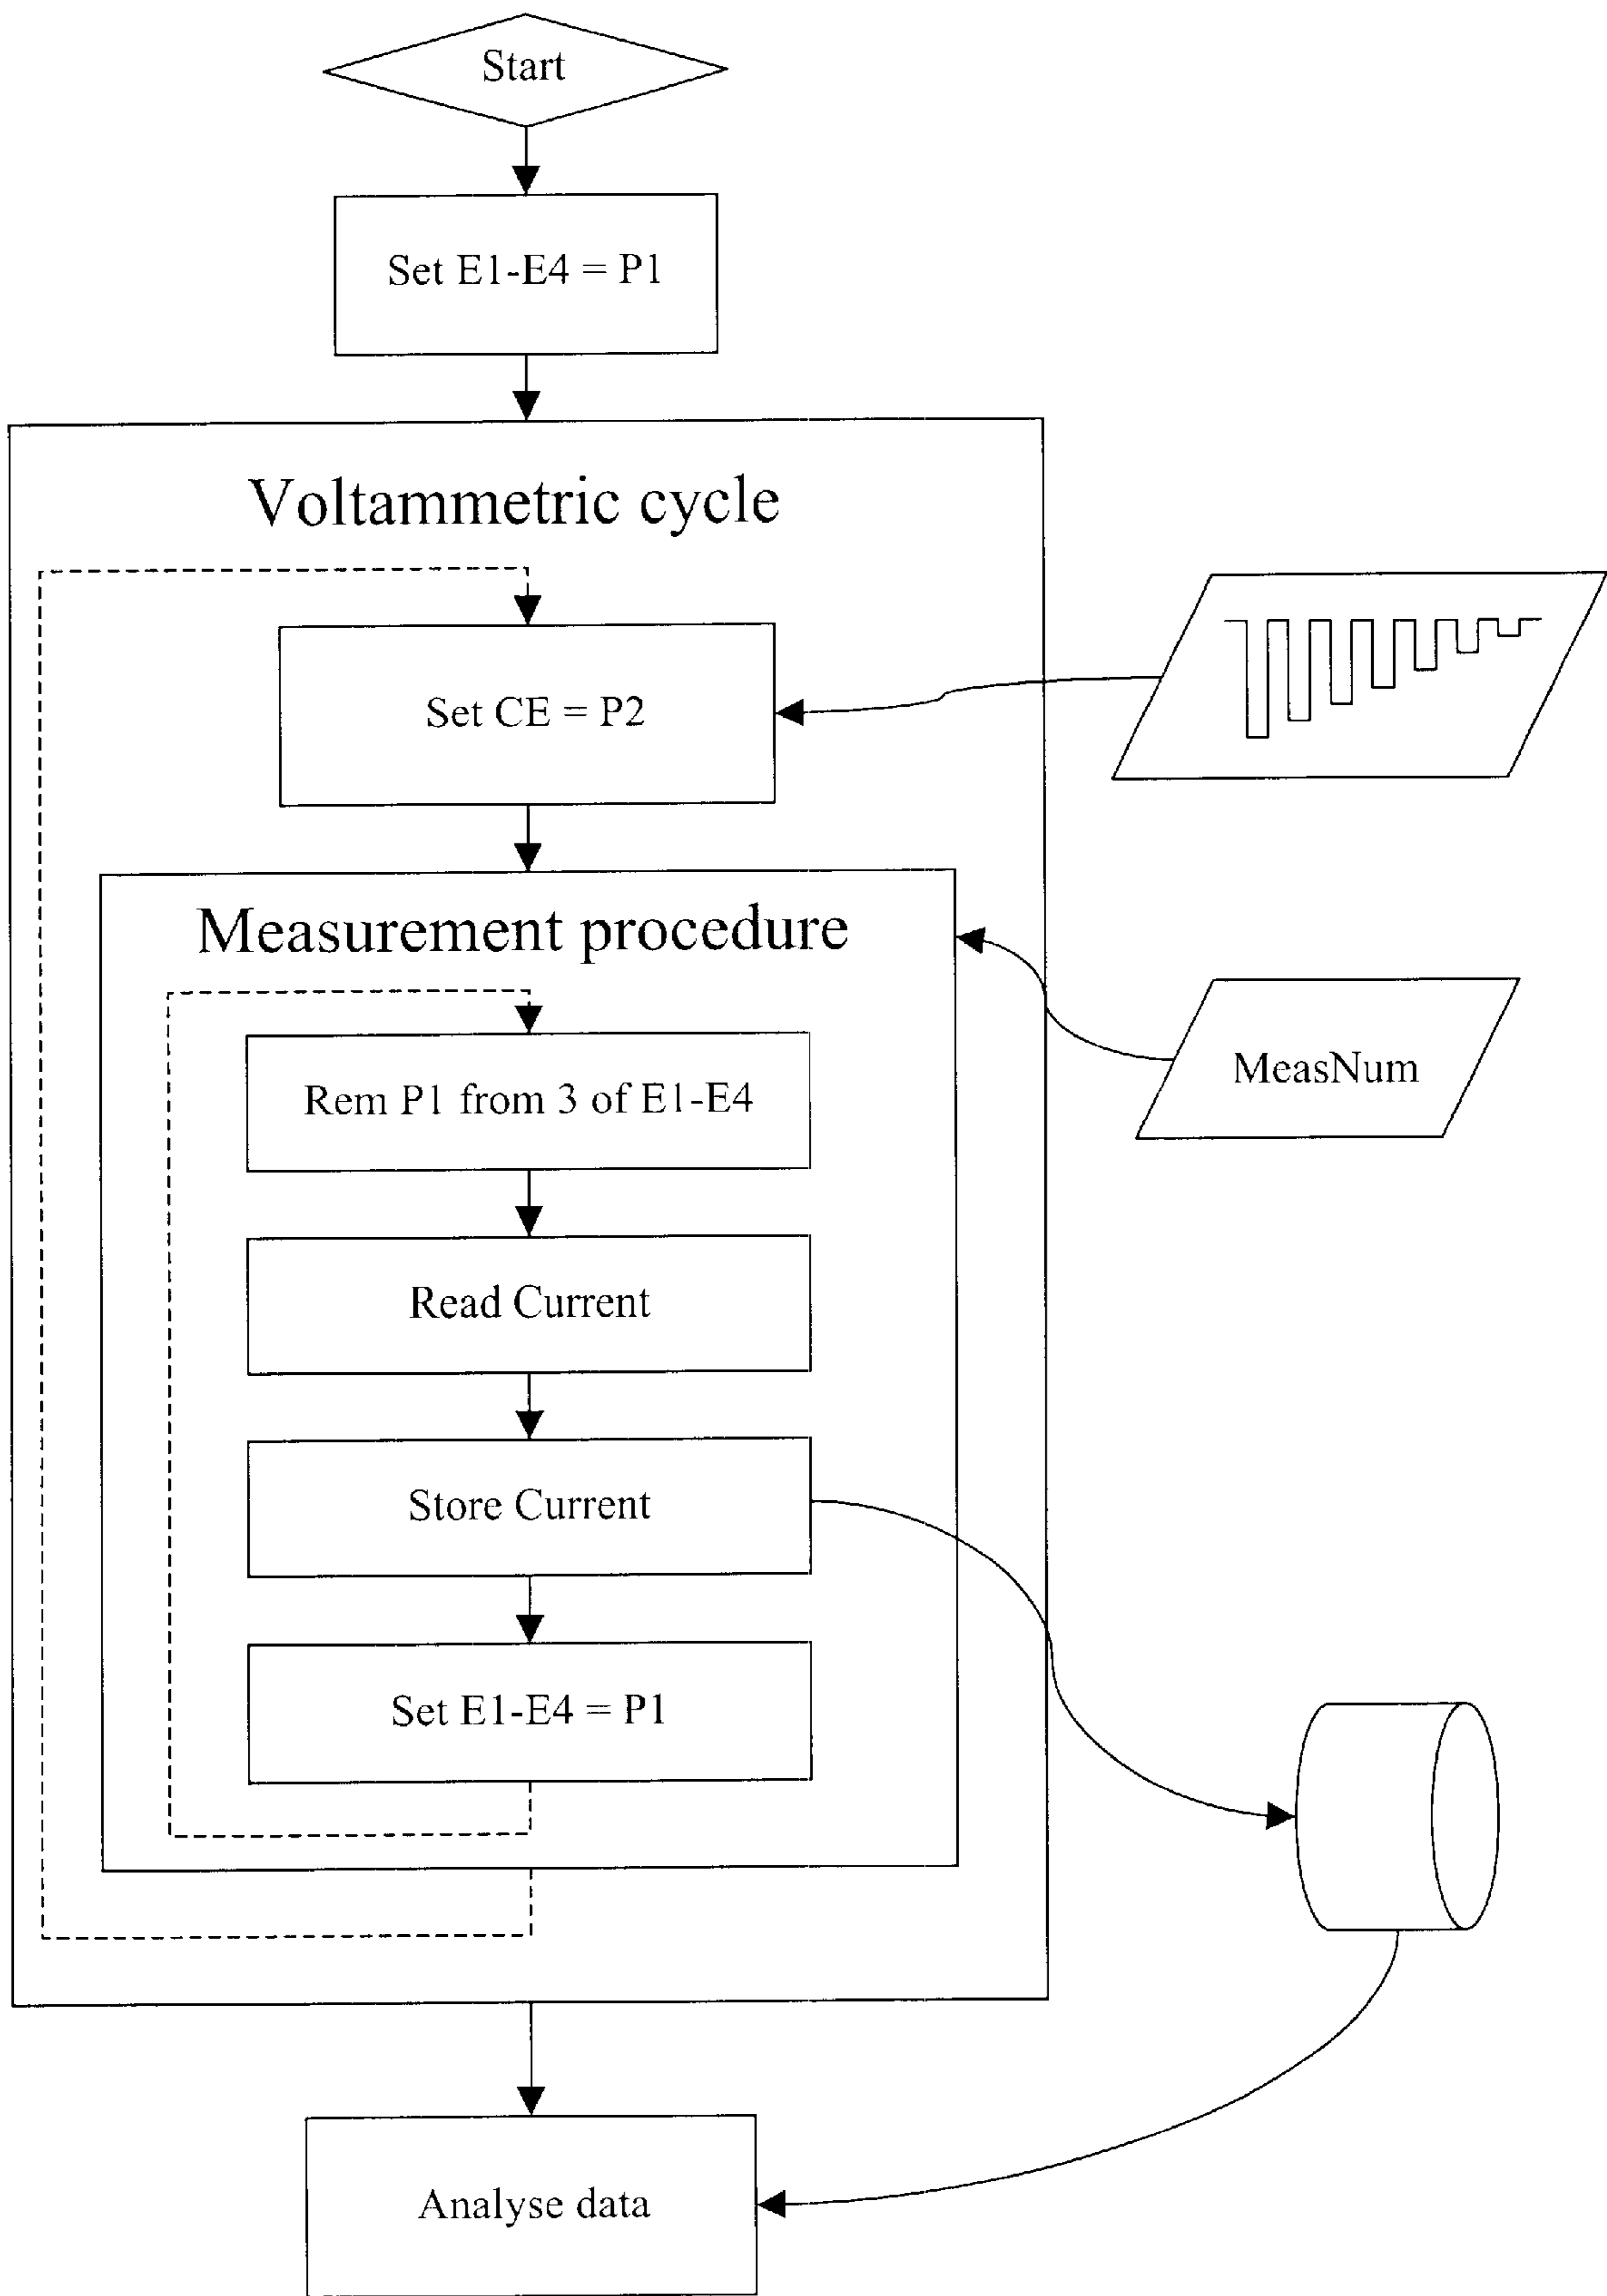 Start
Set E1-E4 = P1
Voltammetric cycle
Set CE = P2
Measurement procedure
Rem P1 from 3 of E1-E4
MeasNum
Read Current
Store Current
Set E1-E4 = P1
Analyse data